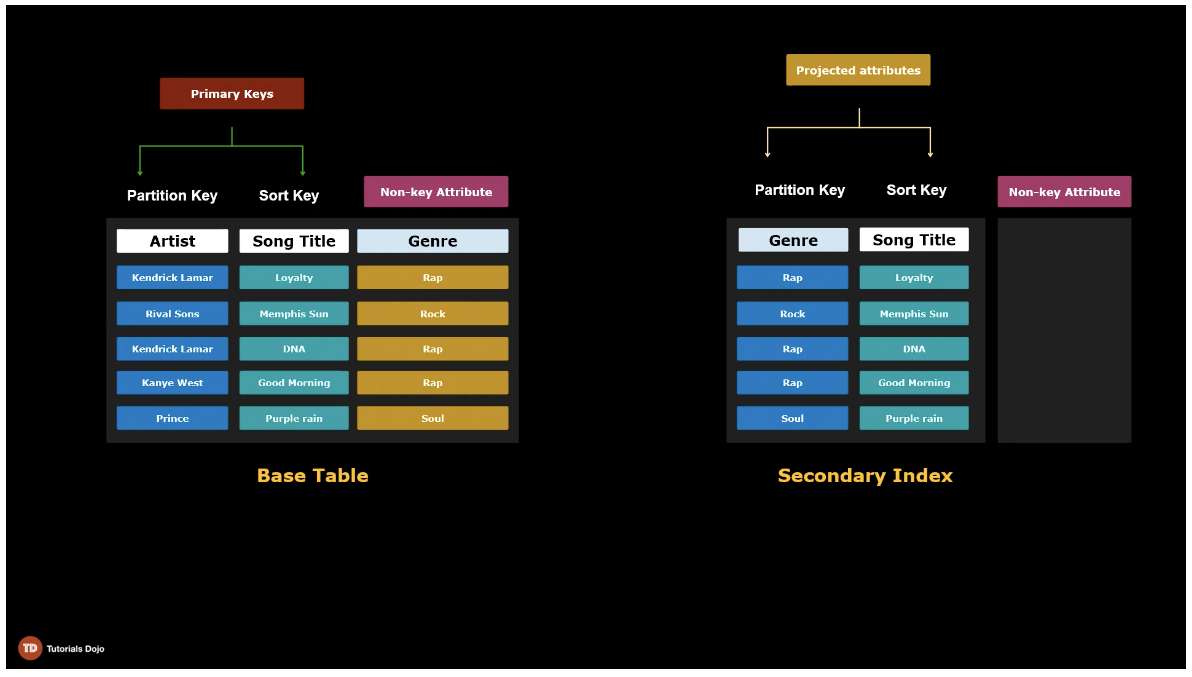 Projected attributes
Primary Keys
Partition Key Sort Key Non-key Attribute
Artist Song Title Genre
Kendrick Lamar Loyalty Rap
Rival Sons Memphis Sun Rock
Kendrick Lamar DNA Rap
Kanye West Good Morning Rap
Prince Purple rain Soul
Base Table
Partition Key Sort Key Non-key Attribute
Genre Song Title
Rap Loyalty
Rock Memphis Sun
Rap DNA
Rap Good Morning
Soul Purple rain
Secondary Index
TD Tutorials Dojo